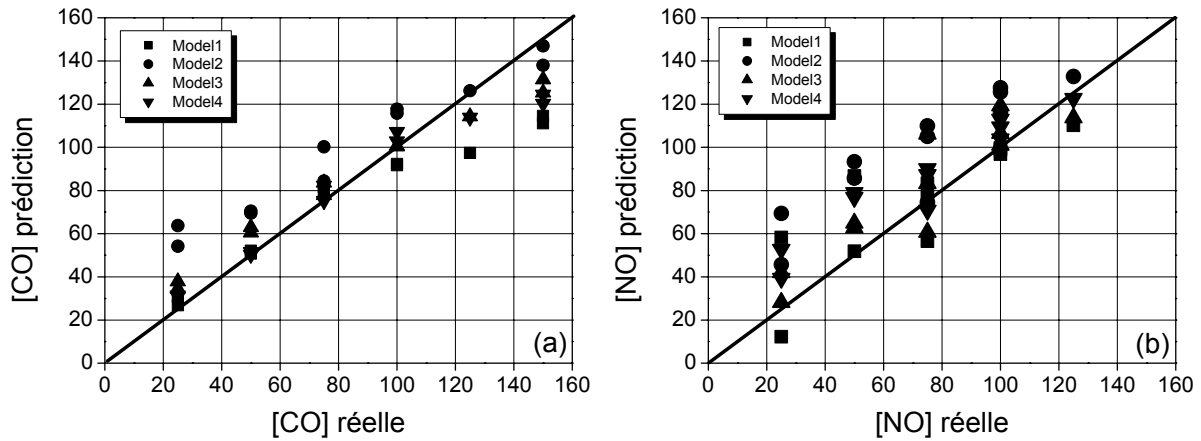 160
140
120
100
80
60
40
20
0
[CO] prédiction
Model1
Model2
Model3
Model4
(a)
0 20 40 60 80 100 120 140 160
[CO] réelle
160
140
120
100
80
60
40
20
0
[NO] prédiction
Model1
Model2
Model3
Model4
(b)
0 20 40 60 80 100 120 140 160
[NO] réelle